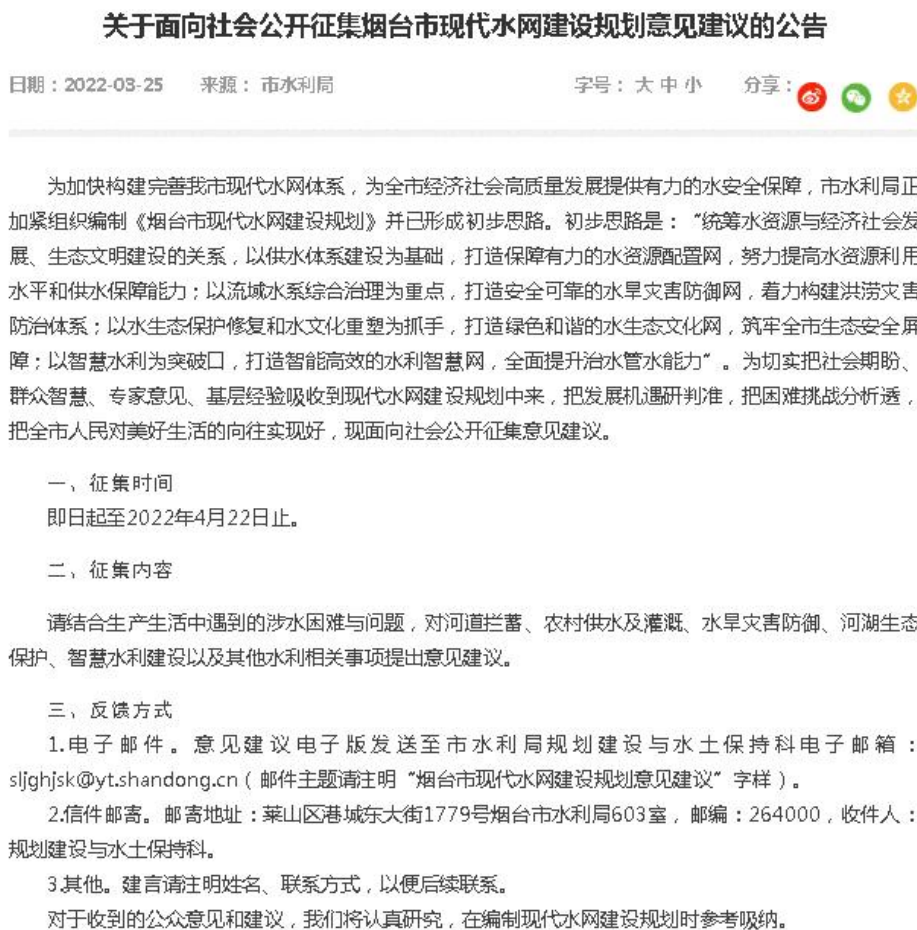 关于面向社会公开征集烟台市现代水网建设规划意见建议的公告
日期：2022-03-25 来源：市水利局 字号：大 中 小 分享：
为加快构建完善我市现代水网体系，为全市经济社会高质量发展提供有力的水安全保障，市水利局正
加紧组织编制《烟台市现代水网建设规划》并已形成初步思路。初步思路是：“统筹水资源与经济社会发
展、生态文明建设的关系，以供水体系建设为基础，打造保障有力的水资源配置网，努力提高水资源利用
水平和供水保障能力；以流域水系综合治理为重点，打造安全可靠的水旱灾害防御网，着力构建洪涝灾害
防治体系；以水生态保护修复和水文化重塑为抓手，打造绿色和谐的水生态文化网，筑牢全市生态安全屏
障；以智慧水利为突破口，打造智能高效的水利智慧网，全面提升治水管水能力”。为切实把社会期盼、
群众智慧、专家意见、基层经验吸收到现代水网建设规划中来，把发展机遇研判准，把困难挑战分析透，
把全市人民对美好生活的向往实现好，现面向社会公开征集意见建议。
一、征集时间
即日起至2022年4月22日止。
二、征集内容
请结合生产生活中遇到的涉水困难与问题，对河道拦蓄、农村供水及灌溉、水旱灾害防御、河湖生态
保护、智慧水利建设以及其他水利相关事项提出意见建议。
三、反馈方式
1.电子邮件。意见建议电子版发送至市水利局规划建设与水土保持科电子邮箱：
sljghjsk@yt.shandong.cn（邮件主题请注明“烟台市现代水网建设规划意见建议”字样）。
2.信件邮寄。邮寄地址：莱山区港城东大街1779号烟台市水利局603室，邮编：264000，收件人：
规划建设与水土保持科。
3.其他。建言请注明姓名、联系方式，以便后续联系。
对于收到的公众意见和建议，我们将认真研究，在编制现代水网建设规划时参考吸纳。